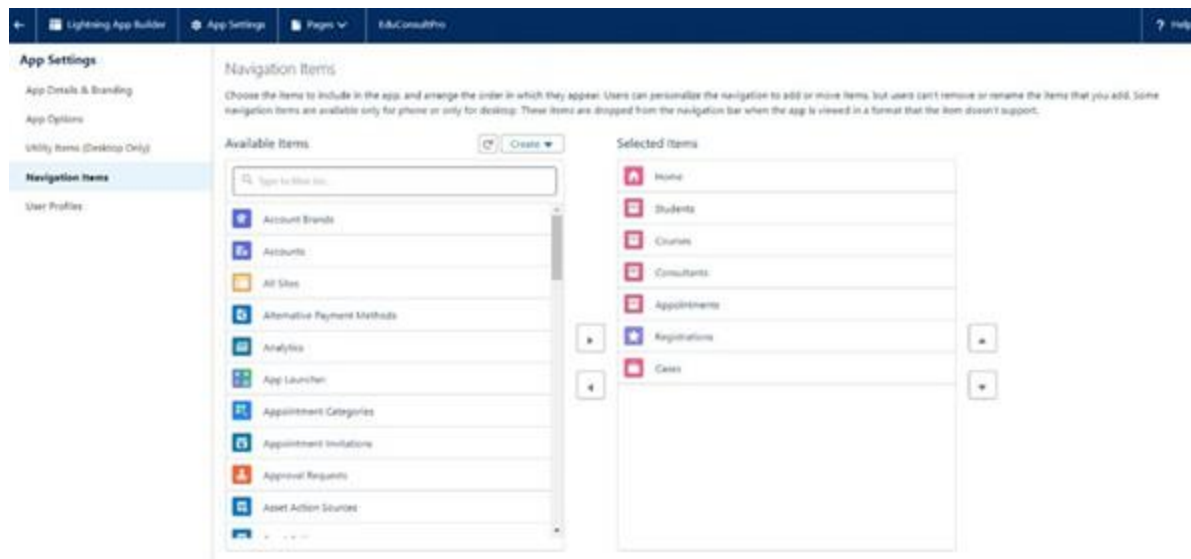 Lightning App Builder App Settings Pages EduConsultPro ? Help
App Settings
App Details & Branding
App Options
Utility Items (Desktop Only)
Navigation Items
User Profiles
Navigation Items
Choose the items to include in the app, and arrange the order in which they appear. Users can personalize the navigation to add or move items, but users can't remove or rename the items that you add. Some
navigation items are available only for phone or only for desktop. These items are dropped from the navigation bar when the app is viewed in a format that the item doesn't support.
Available Items
Create
Type to filter list...
Account Brands
Accounts
All Sites
Alternative Payment Methods
Analytics
App Launcher
Appointment Categories
Appointment Invitations
Approval Requests
Asset Action Sources
Selected Items
Home
Students
Courses
Consultants
Appointments
Registrations
Cases